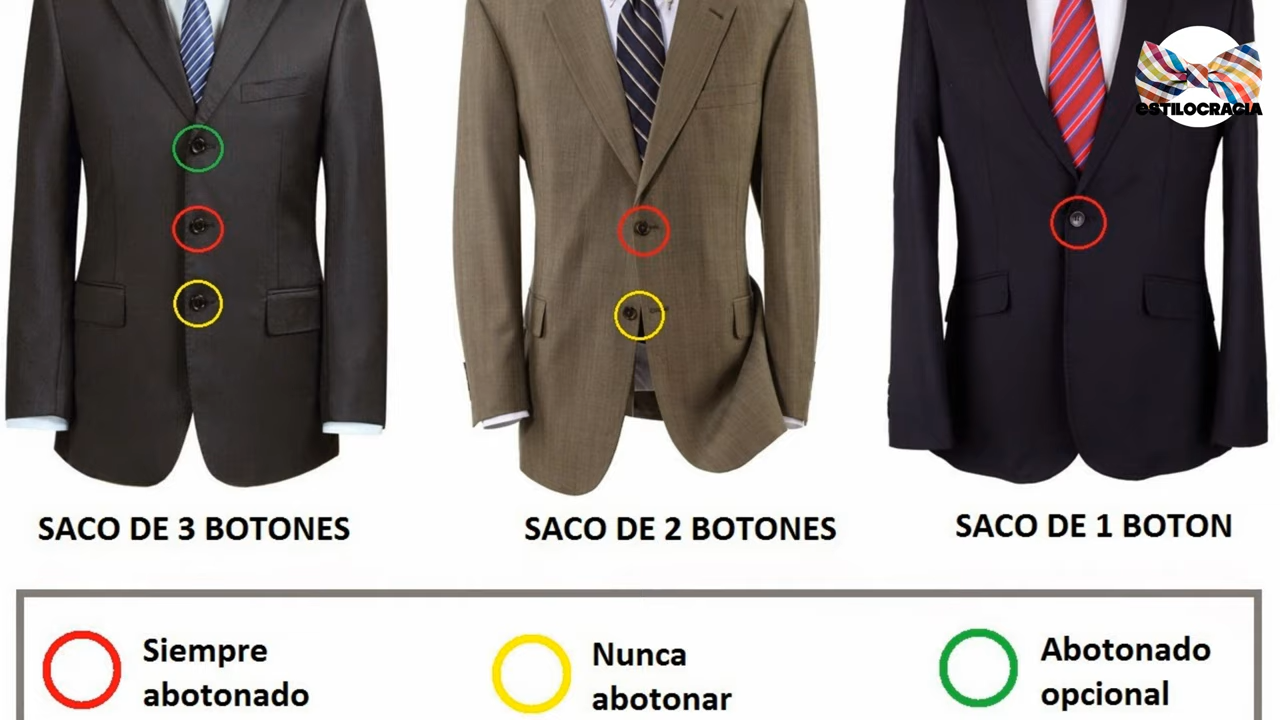 ESTILOCRACIA
SACO DE 3 BOTONES
SACO DE 2 BOTONES
SACO DE 1 BOTON
Siempre
abotonado
Nunca
abotonar
Abotonado
opcional